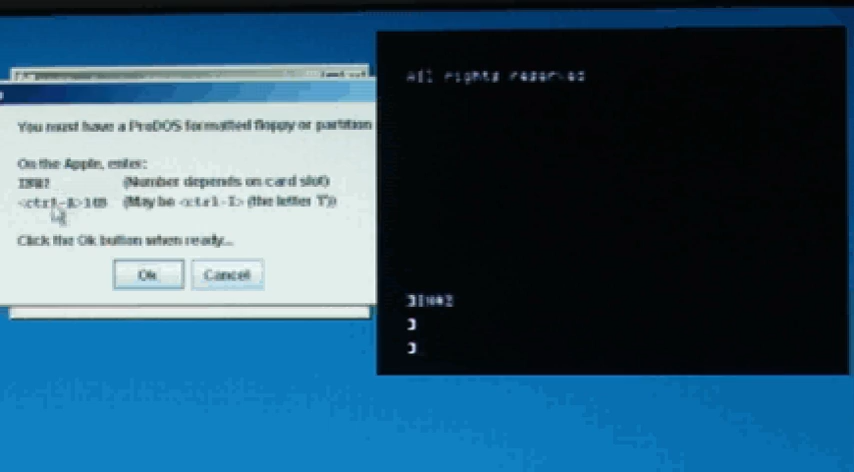 You must have a ProDOS formatted floppy or partition
On the Apple, enter:
IN#2 (Number depends on card slot)
<ctrl-A>14B (May be <ctrl-I> (the letter 'I'))
Click the Ok button when ready...
Ok Cancel
All rights reserved
]IN#2
]
]